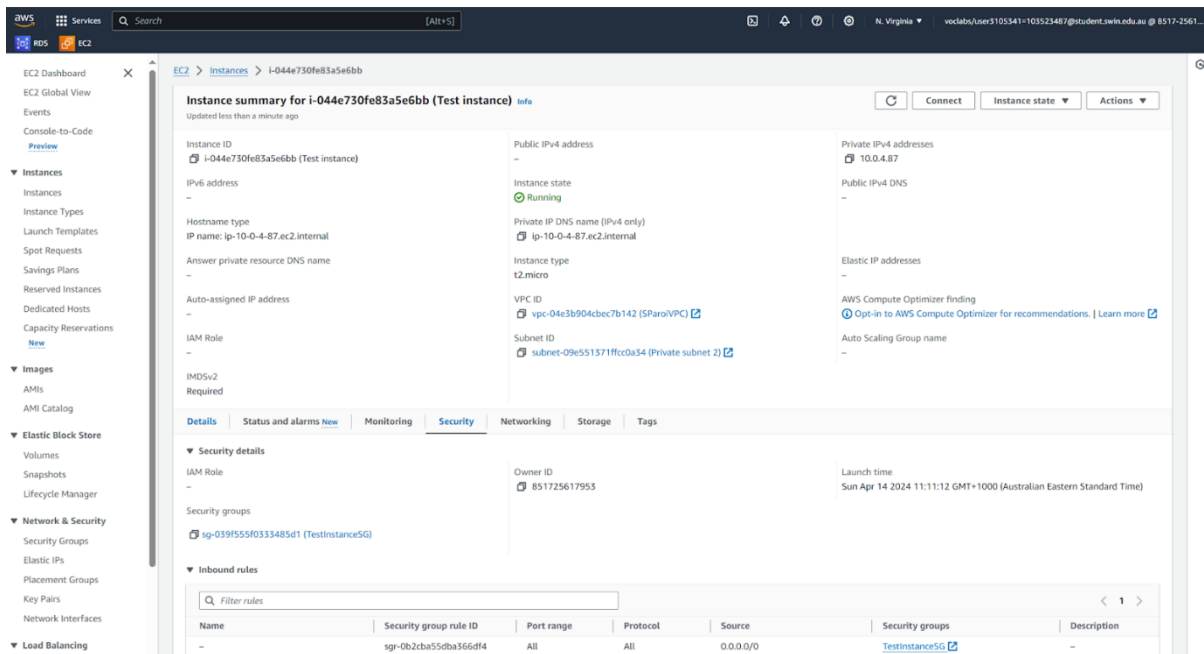 aws
Services
Search
[Alt+S]
N. Virginia ▼
voclabs/user3105341=103523487@student.swin.edu.au @ 8517-2561...
RDS
EC2
EC2 Dashboard
EC2 Global View
Events
Console-to-Code
Preview
▼ Instances
Instances
Instance Types
Launch Templates
Spot Requests
Savings Plans
Reserved Instances
Dedicated Hosts
Capacity Reservations
New
▼ Images
AMIs
AMI Catalog
▼ Elastic Block Store
Volumes
Snapshots
Lifecycle Manager
▼ Network & Security
Security Groups
Elastic IPs
Placement Groups
Key Pairs
Network Interfaces
▼ Load Balancing
EC2 > Instances > i-044e730fe83a5e6bb
Instance summary for i-044e730fe83a5e6bb (Test instance) Info
Updated less than a minute ago
Connect
Instance state ▼
Actions ▼
Instance ID
i-044e730fe83a5e6bb (Test instance)
Public IPv4 address
–
Private IPv4 addresses
10.0.4.87
IPv6 address
–
Instance state
Running
Public IPv4 DNS
–
Hostname type
IP name: ip-10-0-4-87.ec2.internal
Private IP DNS name (IPv4 only)
ip-10-0-4-87.ec2.internal
Answer private resource DNS name
–
Instance type
t2.micro
Elastic IP addresses
–
Auto-assigned IP address
–
VPC ID
vpc-04e3b904cbec7b142 (SParoiVPC)
AWS Compute Optimizer finding
Opt-in to AWS Compute Optimizer for recommendations. | Learn more
IAM Role
–
Subnet ID
subnet-09e551371ffcc0a34 (Private subnet 2)
Auto Scaling Group name
–
IMDSv2
Required
Details
Status and alarms New
Monitoring
Security
Networking
Storage
Tags
▼ Security details
IAM Role
–
Owner ID
851725617953
Launch time
Sun Apr 14 2024 11:11:12 GMT+1000 (Australian Eastern Standard Time)
Security groups
sg-039f555f0333485d1 (TestInstanceSG)
▼ Inbound rules
Filter rules
< 1 >
Name
Security group rule ID
Port range
Protocol
Source
Security groups
Description
–
sgr-0b2cba55dba366df4
All
All
0.0.0.0/0
TestInstanceSG
–